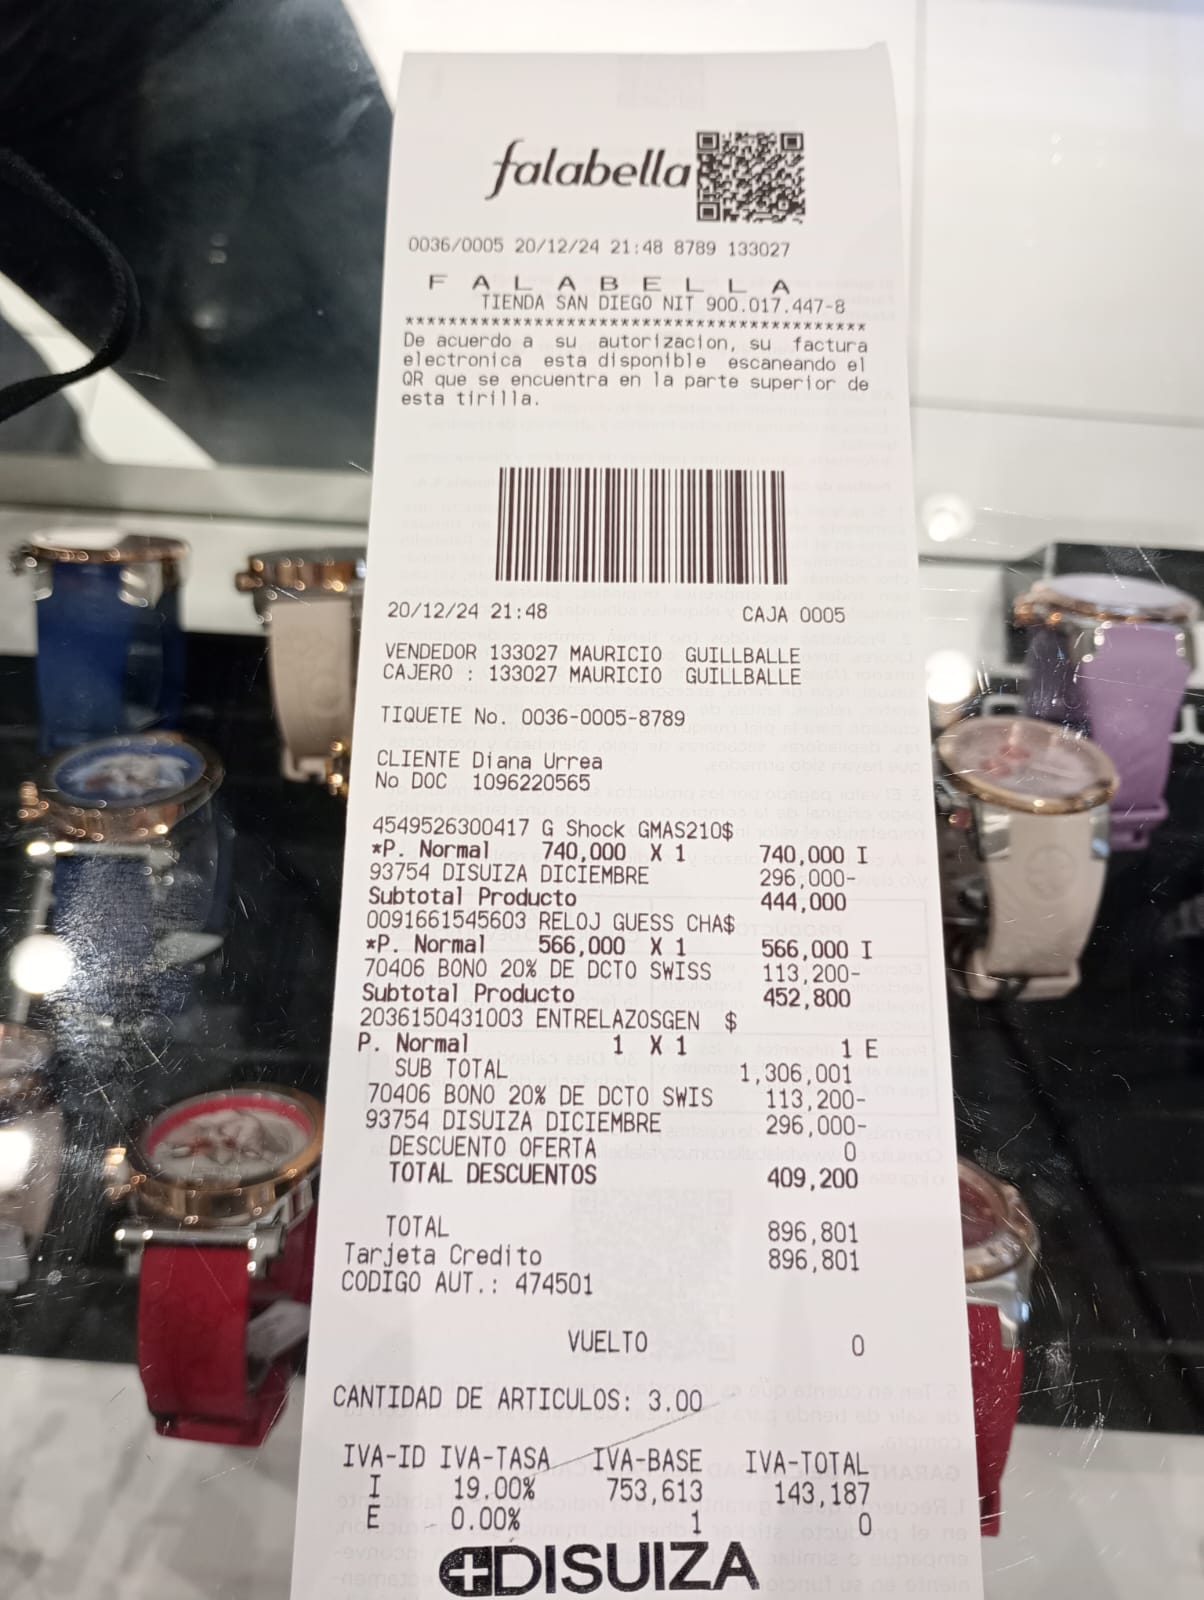 falabella
0036/0005 20/12/24 21:48 8789 133027
F A L A B E L L A
TIENDA SAN DIEGO NIT 900.017.447-8
*******************************************
De acuerdo a su autorizacion, su factura
electronica esta disponible escaneando el
QR que se encuentra en la parte superior de
esta tirilla.
20/12/24 21:48 CAJA 0005
VENDEDOR 133027 MAURICIO GUILLBALLE
CAJERO : 133027 MAURICIO GUILLBALLE
TIQUETE No. 0036-0005-8789
CLIENTE Diana Urrea
No DOC 1096220565
4549526300417 G Shock GMAS210$
*P. Normal 740,000 X 1 740,000 I
93754 DISUIZA DICIEMBRE 296,000-
Subtotal Producto 444,000
0091661545603 RELOJ GUESS CHA$
*P. Normal 566,000 X 1 566,000 I
70406 BONO 20% DE DCTO SWISS 113,200-
Subtotal Producto 452,800
2036150431003 ENTRELAZOSGEN $
P. Normal 1 X 1 1 E
SUB TOTAL 1,306,001
70406 BONO 20% DE DCTO SWIS 113,200-
93754 DISUIZA DICIEMBRE 296,000-
DESCUENTO OFERTA 0
TOTAL DESCUENTOS 409,200
TOTAL 896,801
Tarjeta Credito 896,801
CODIGO AUT.: 474501
VUELTO 0
CANTIDAD DE ARTICULOS: 3.00
IVA-ID IVA-TASA IVA-BASE IVA-TOTAL
I 19.00% 753,613 143,187
E 0.00% 1 0
DISUIZA